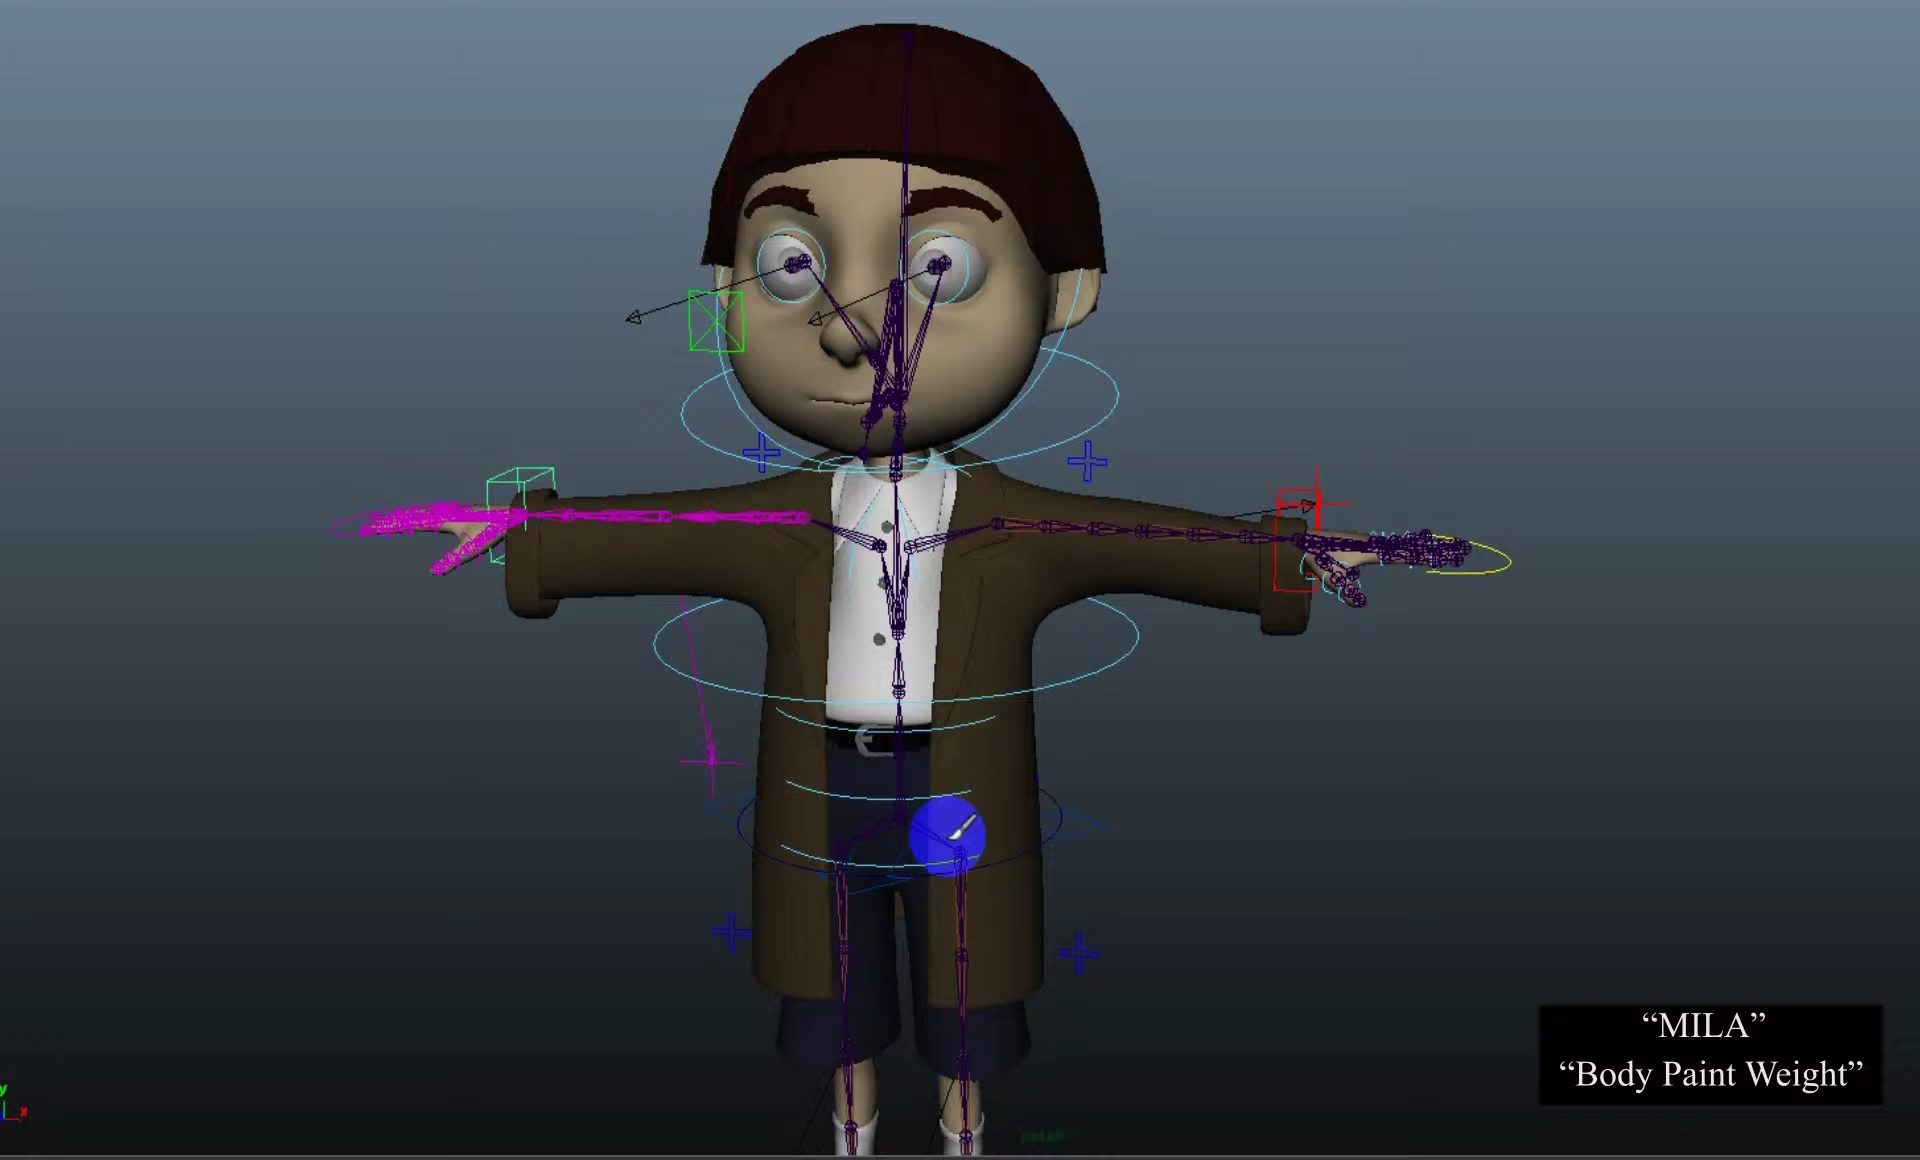 “MILA”
“Body Paint Weight”
y
x